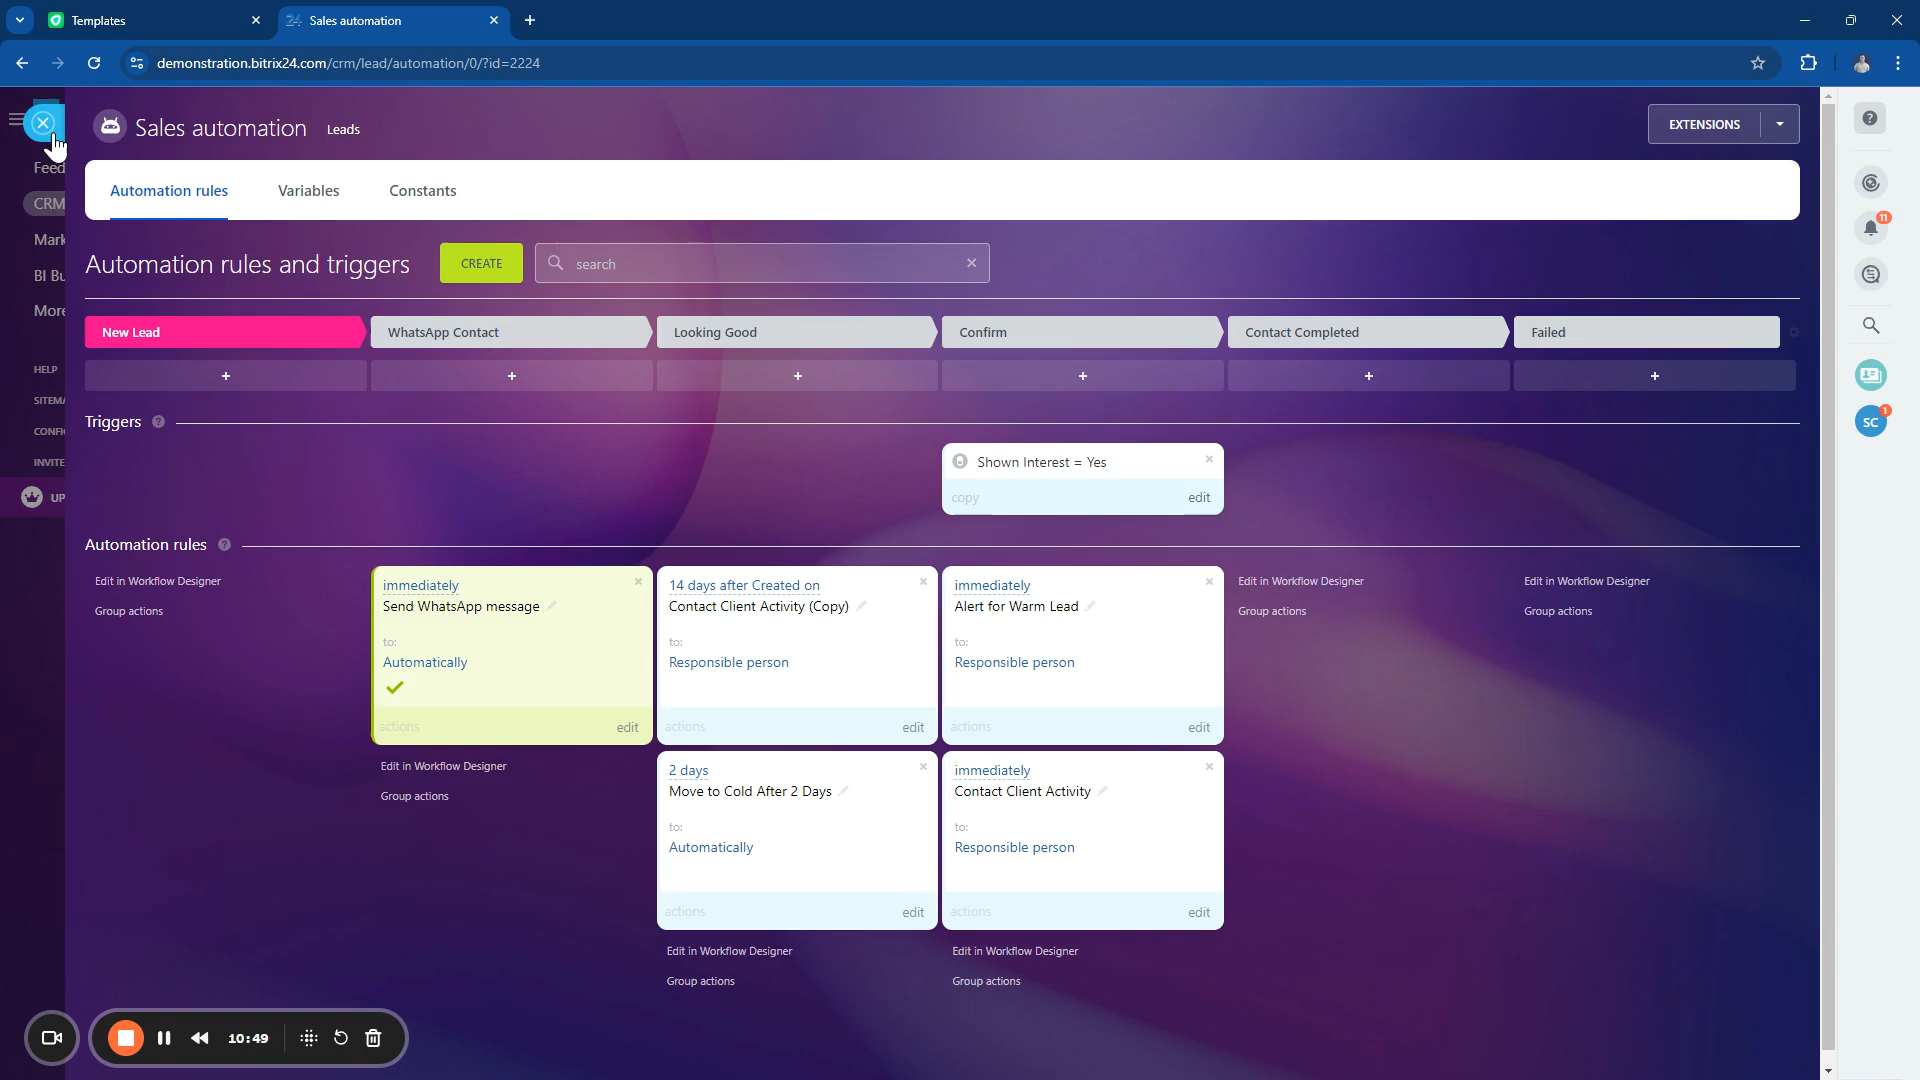 Templates
24 Sales automation
demonstration.bitrix24.com/crm/lead/automation/0/?id=2224
Sales automation Leads
EXTENSIONS
Feed
CRM
Mark
BI Bu
More
HELP
SITEMA
CONFI
INVITE
UP
Automation rules
Variables
Constants
Automation rules and triggers
CREATE
search
New Lead
WhatsApp Contact
Looking Good
Confirm
Contact Completed
Failed
+
+
+
+
+
+
Triggers ?
Shown Interest = Yes
copy
edit
Automation rules ?
Edit in Workflow Designer
Group actions
immediately
Send WhatsApp message
to:
Automatically
actions
edit
Edit in Workflow Designer
Group actions
14 days after Created on
Contact Client Activity (Copy)
to:
Responsible person
actions
edit
2 days
Move to Cold After 2 Days
to:
Automatically
actions
edit
Edit in Workflow Designer
Group actions
immediately
Alert for Warm Lead
to:
Responsible person
actions
edit
immediately
Contact Client Activity
to:
Responsible person
actions
edit
Edit in Workflow Designer
Group actions
Edit in Workflow Designer
Group actions
Edit in Workflow Designer
Group actions
?
11
SC
1
10:49